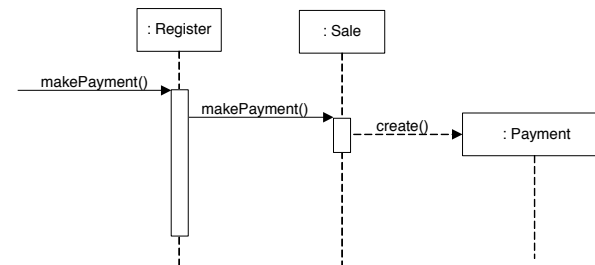 : Register
: Sale
makePayment()
makePayment()
create()
: Payment